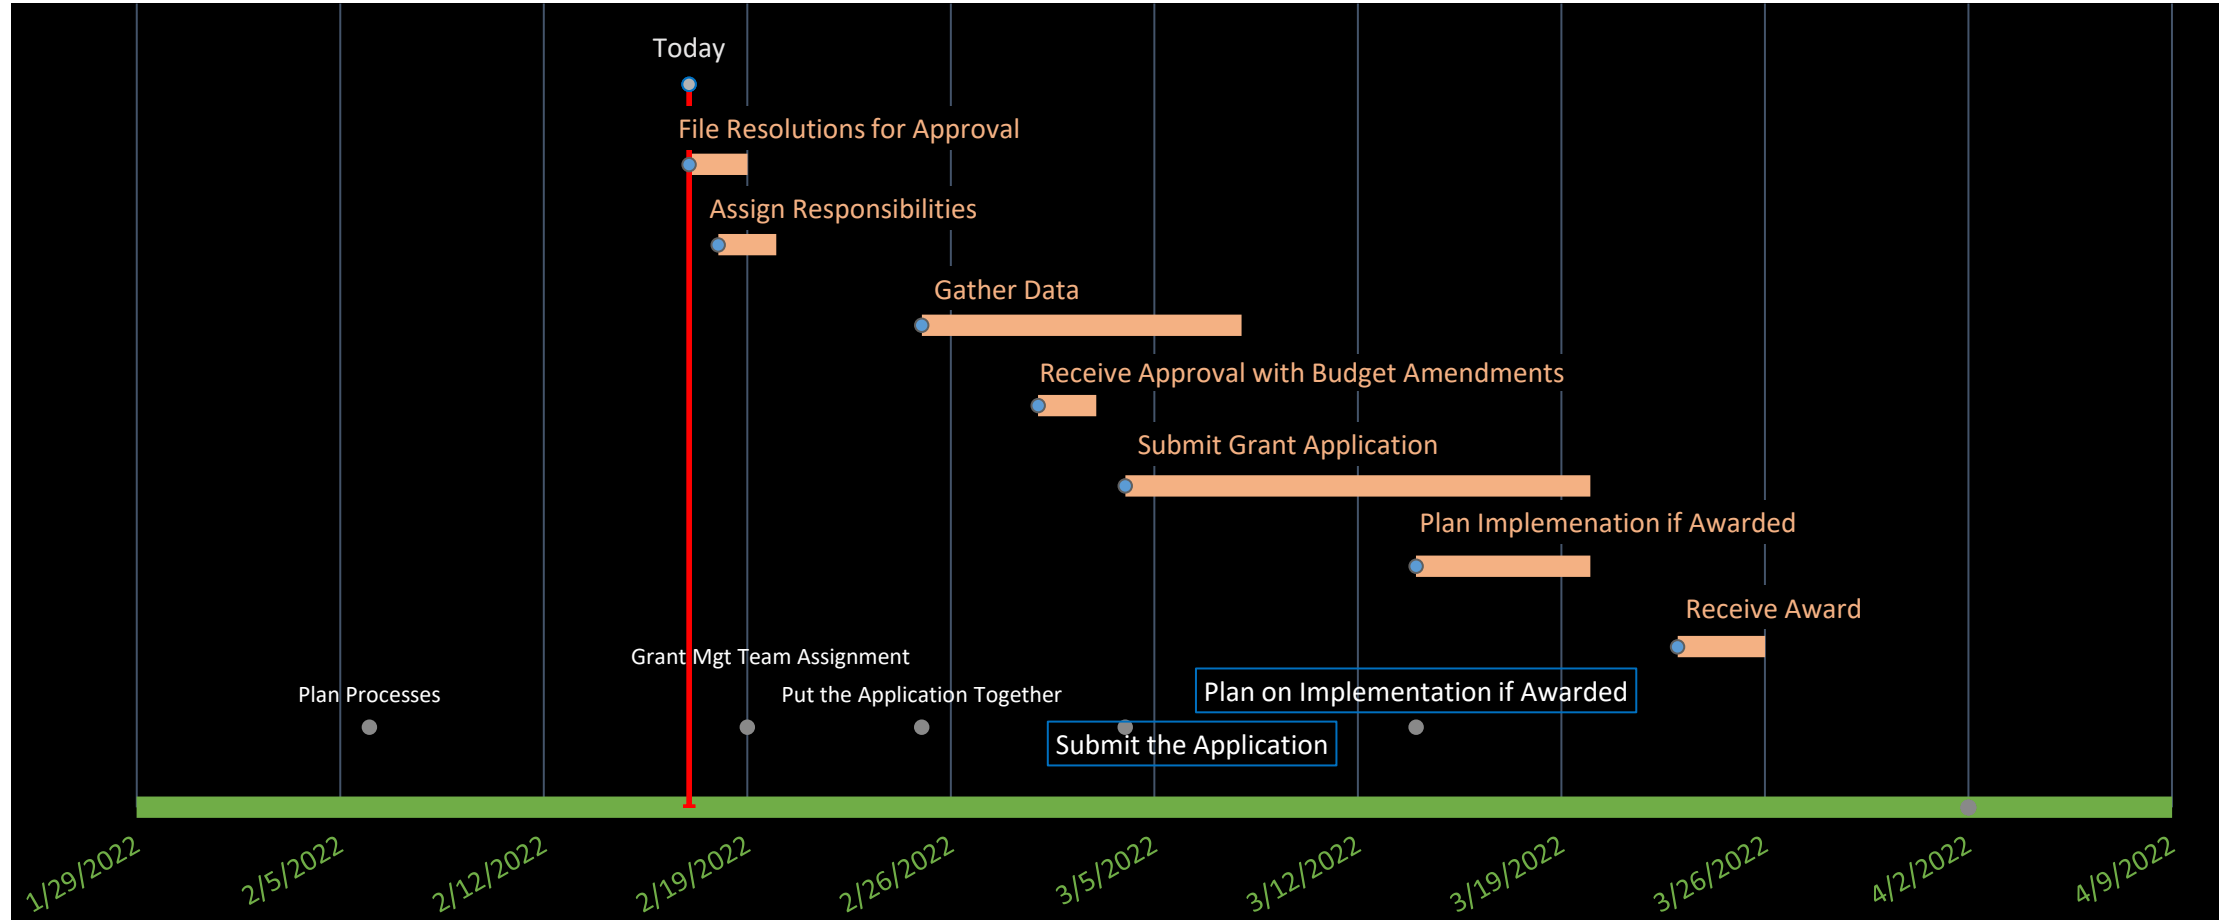 Today
File Resolutions for Approval
Assign Responsibilities
Gather Data
Receive Approval with Budget Amendments
Submit Grant Application
Plan Implemenation if Awarded
Receive Award
Grant Mgt Team Assignment
Plan Processes
Put the Application Together
Plan on Implementation if Awarded
Submit the Application
1/29/2022
2/5/2022
2/12/2022
2/19/2022
2/26/2022
3/5/2022
3/12/2022
3/19/2022
3/26/2022
4/2/2022
4/9/2022